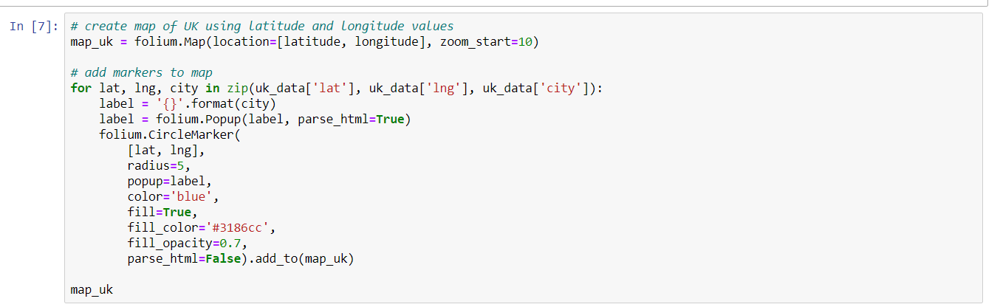 In [7]: # create map of UK using latitude and longitude values
map_uk = folium.Map(location=[latitude, longitude], zoom_start=10)

# add markers to map
for lat, lng, city in zip(uk_data['lat'], uk_data['lng'], uk_data['city']):
    label = '{}'.format(city)
    label = folium.Popup(label, parse_html=True)
    folium.CircleMarker(
        [lat, lng],
        radius=5,
        popup=label,
        color='blue',
        fill=True,
        fill_color='#3186cc',
        fill_opacity=0.7,
        parse_html=False).add_to(map_uk)

map_uk